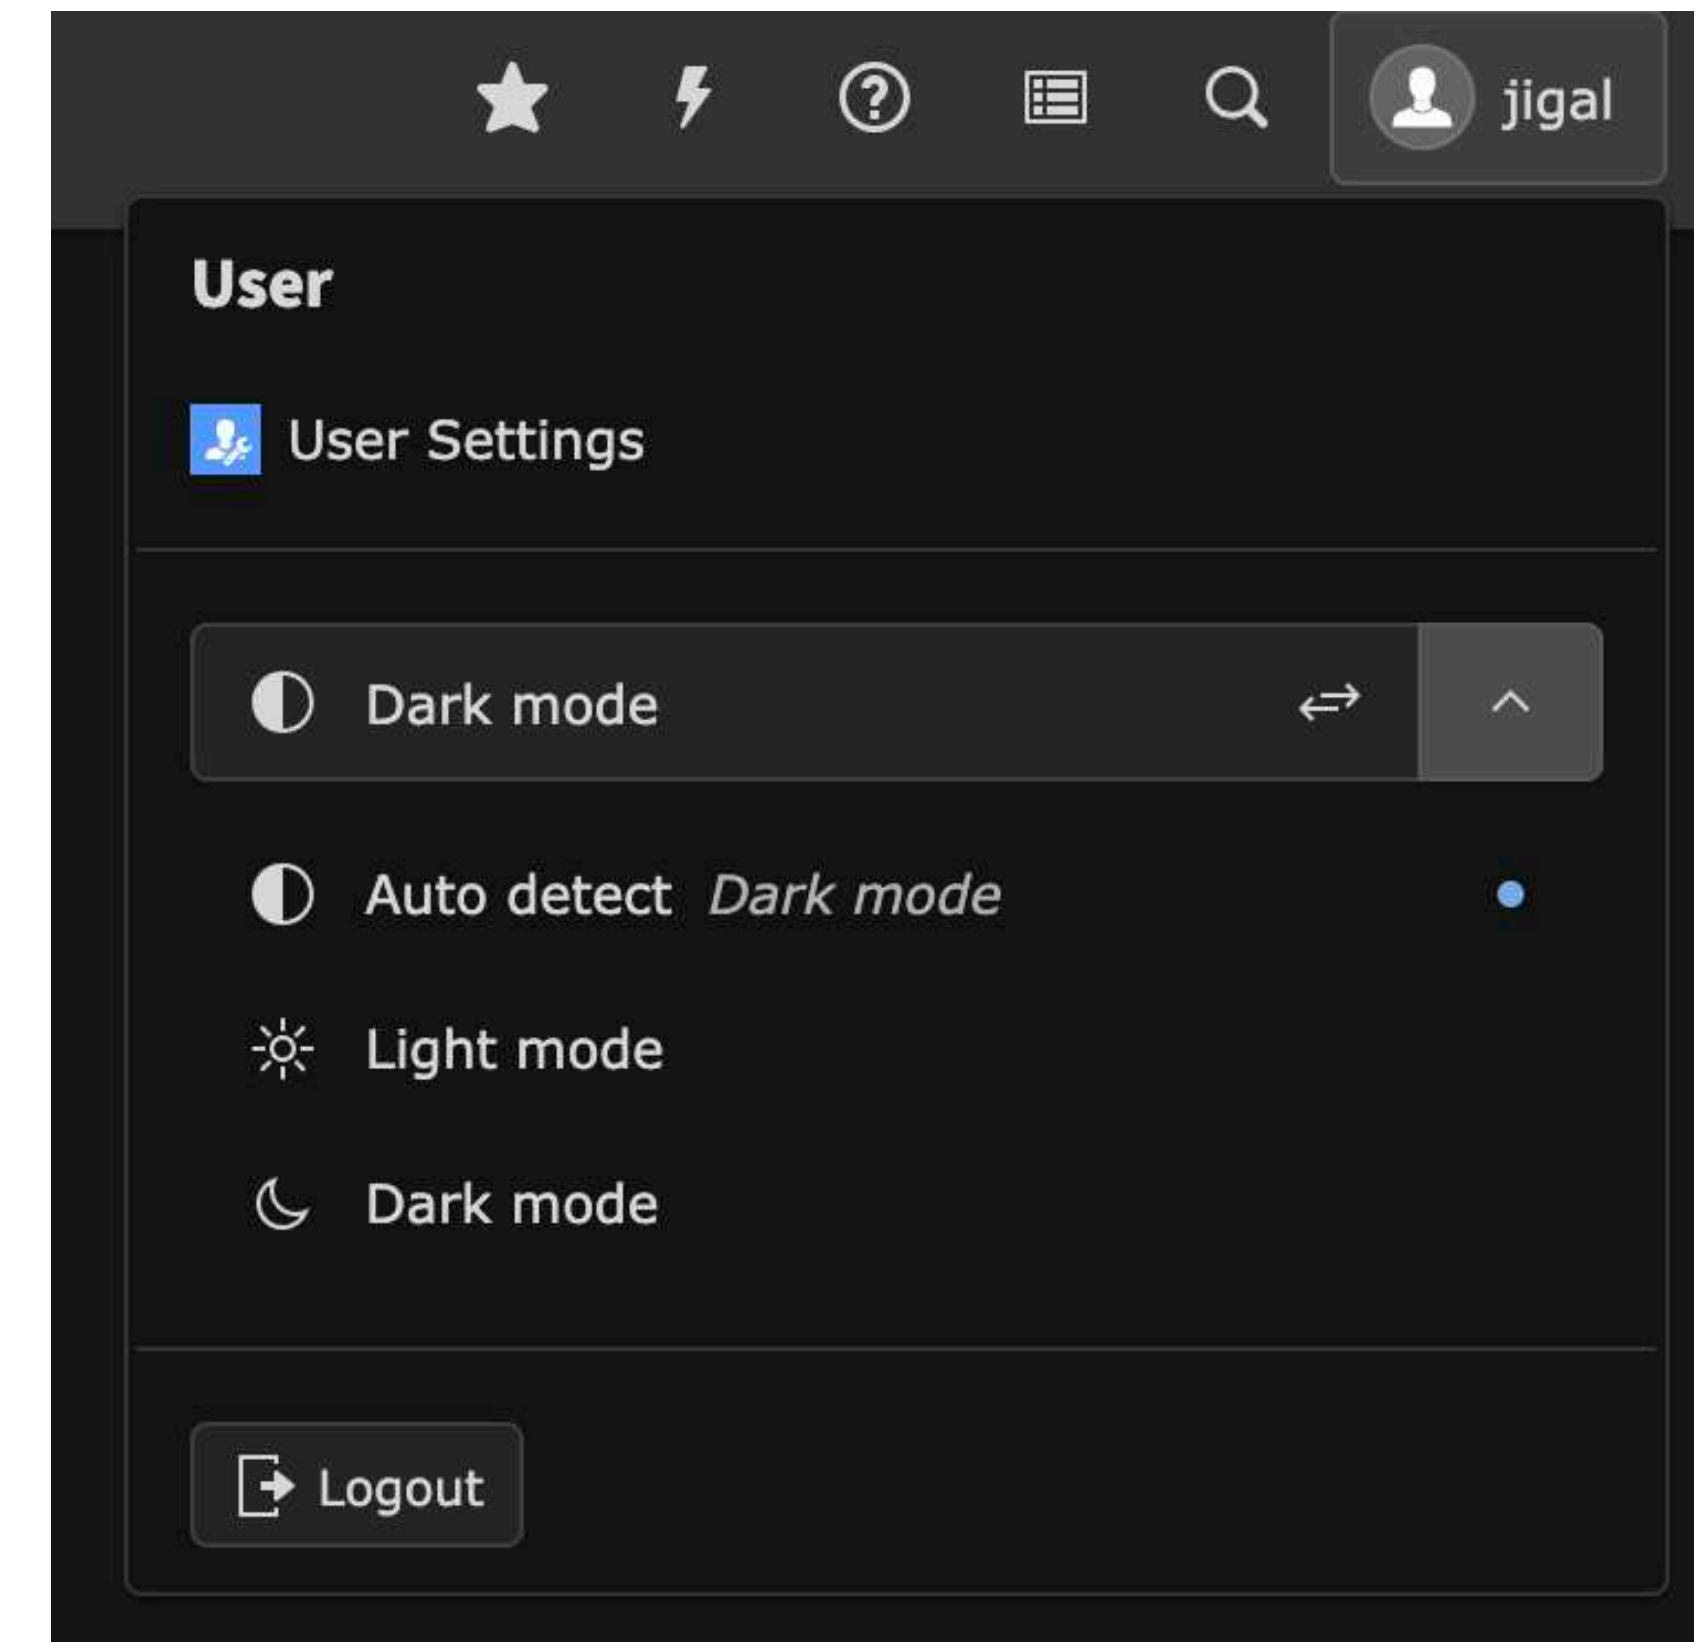 jigal
User
User Settings
Dark mode
Auto detect Dark mode
Light mode
Dark mode
Logout